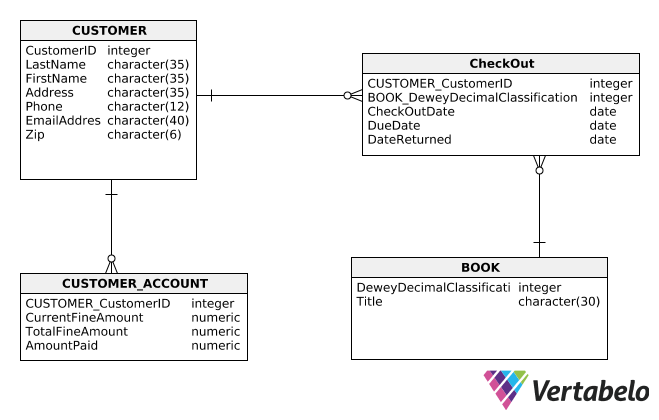 CUSTOMER
CustomerID integer
LastName character(35)
FirstName character(35)
Address character(35)
Phone character(12)
EmailAddres character(40)
Zip character(6)
CheckOut
CUSTOMER_CustomerID integer
BOOK_DeweyDecimalClassification integer
CheckOutDate date
DueDate date
DateReturned date
CUSTOMER_ACCOUNT
CUSTOMER_CustomerID integer
CurrentFineAmount numeric
TotalFineAmount numeric
AmountPaid numeric
BOOK
DeweyDecimalClassificati integer
Title character(30)
Vertabelo